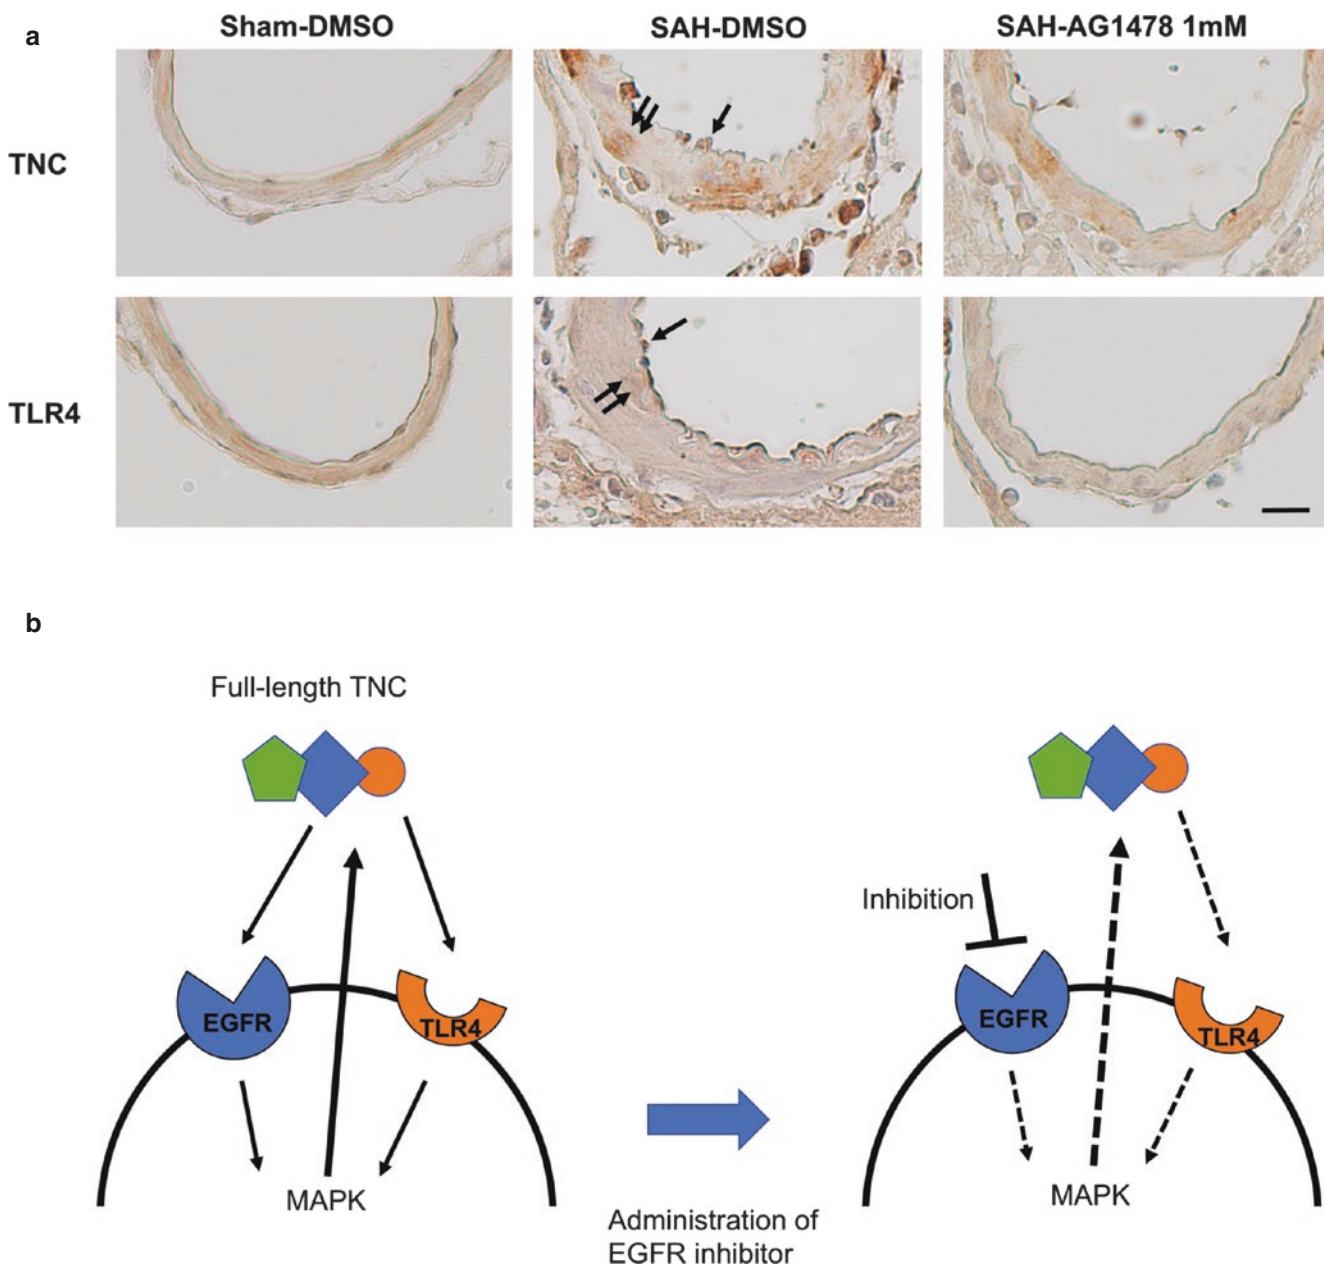 a
Sham-DMSO
SAH-DMSO
SAH-AG1478 1mM
TNC
TLR4
b
Full-length TNC
Inhibition
EGFR
TLR4
EGFR
TLR4
MAPK
MAPK
Administration of
EGFR inhibitor